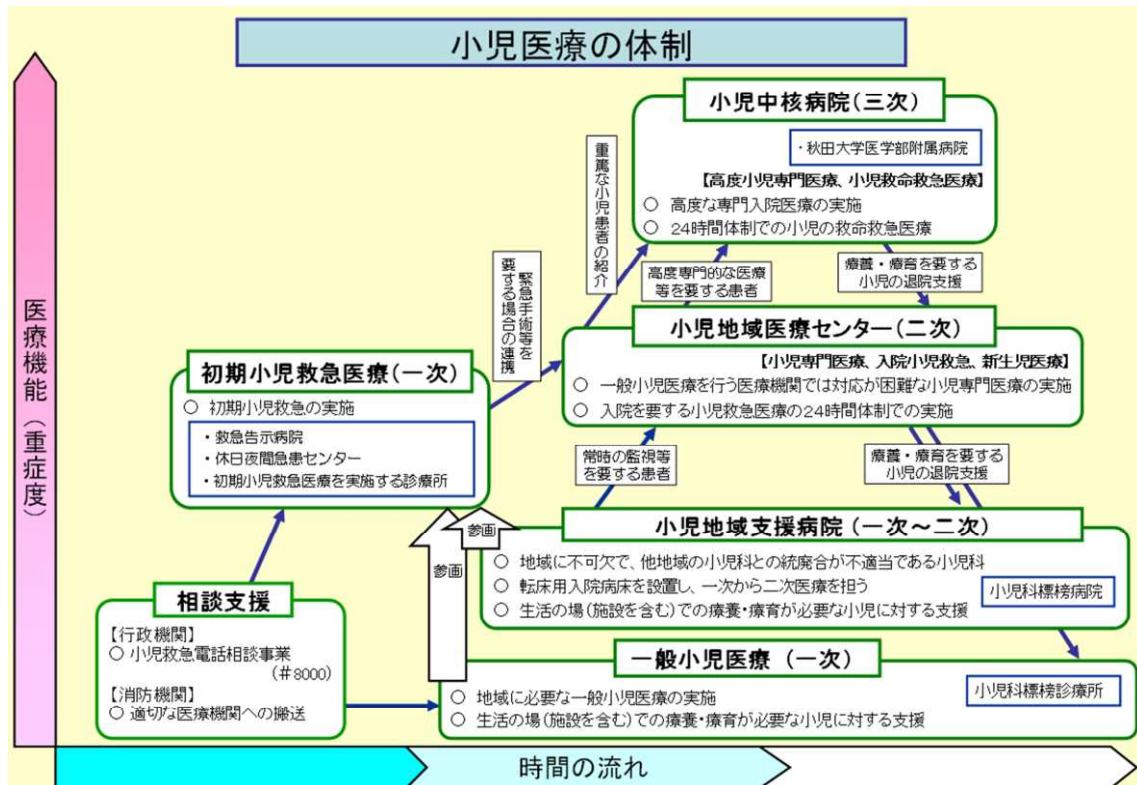 小児医療の体制
医療機能（重症度）
小児中核病院（三次）
・秋田大学医学部附属病院
【高度小児専門医療、小児救命救急医療】
○ 高度な専門入院医療の実施
○ 24時間体制での小児の救命救急医療
重篤な小児患者の紹介
高度専門的な医療
等を要する患者
療養・療育を要する
小児の退院支援
緊急手術等を
要する場合の連携
小児地域医療センター（二次）
【小児専門医療、入院小児救急、新生児医療】
○ 一般小児医療を行う医療機関では対応が困難な小児専門医療の実施
○ 入院を要する小児救急医療の24時間体制での実施
初期小児救急医療（一次）
○ 初期小児救急の実施
・救急告示病院
・休日夜間急患センター
・初期小児救急医療を実施する診療所
常時の監視等
を要する患者
療養・療育を要する
小児の退院支援
参画
参画
小児地域支援病院（一次～二次）
○ 地域に不可欠で、他地域の小児科との統廃合が不適当である小児科
○ 転床用入院病床を設置し、一次から二次医療を担う
○ 生活の場（施設を含む）での療養・療育が必要な小児に対する支援
小児科標榜病院
相談支援
【行政機関】
○ 小児救急電話相談事業
（＃8000）
【消防機関】
○ 適切な医療機関への搬送
一般小児医療 （一次）
○ 地域に必要な一般小児医療の実施
○ 生活の場（施設を含む）での療養・療育が必要な小児に対する支援
小児科標榜診療所
時間の流れ